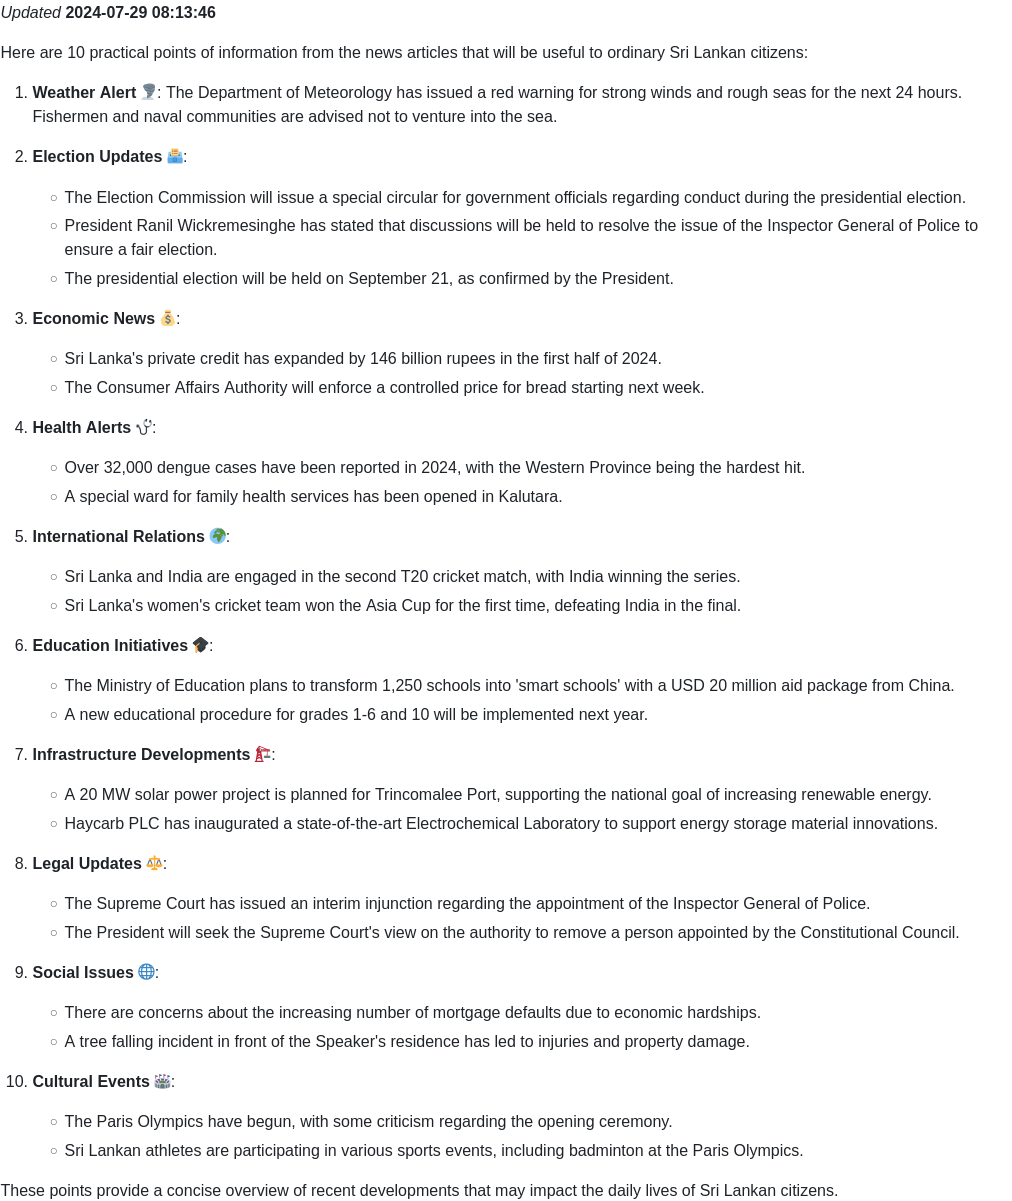 Updated 2024-07-29 08:13:46
Here are 10 practical points of information from the news articles that will be useful to ordinary Sri Lankan citizens:
1. Weather Alert 🌪️: The Department of Meteorology has issued a red warning for strong winds and rough seas for the next 24 hours.
Fishermen and naval communities are advised not to venture into the sea.
2. Election Updates 🗳️:
○ The Election Commission will issue a special circular for government officials regarding conduct during the presidential election.
○ President Ranil Wickremesinghe has stated that discussions will be held to resolve the issue of the Inspector General of Police to
ensure a fair election.
○ The presidential election will be held on September 21, as confirmed by the President.
3. Economic News 💰:
○ Sri Lanka's private credit has expanded by 146 billion rupees in the first half of 2024.
○ The Consumer Affairs Authority will enforce a controlled price for bread starting next week.
4. Health Alerts 🩺:
○ Over 32,000 dengue cases have been reported in 2024, with the Western Province being the hardest hit.
○ A special ward for family health services has been opened in Kalutara.
5. International Relations 🌍:
○ Sri Lanka and India are engaged in the second T20 cricket match, with India winning the series.
○ Sri Lanka's women's cricket team won the Asia Cup for the first time, defeating India in the final.
6. Education Initiatives 🎓:
○ The Ministry of Education plans to transform 1,250 schools into 'smart schools' with a USD 20 million aid package from China.
○ A new educational procedure for grades 1-6 and 10 will be implemented next year.
7. Infrastructure Developments 🏗️:
○ A 20 MW solar power project is planned for Trincomalee Port, supporting the national goal of increasing renewable energy.
○ Haycarb PLC has inaugurated a state-of-the-art Electrochemical Laboratory to support energy storage material innovations.
8. Legal Updates ⚖️:
○ The Supreme Court has issued an interim injunction regarding the appointment of the Inspector General of Police.
○ The President will seek the Supreme Court's view on the authority to remove a person appointed by the Constitutional Council.
9. Social Issues 🌐:
○ There are concerns about the increasing number of mortgage defaults due to economic hardships.
○ A tree falling incident in front of the Speaker's residence has led to injuries and property damage.
10. Cultural Events 🏟️:
○ The Paris Olympics have begun, with some criticism regarding the opening ceremony.
○ Sri Lankan athletes are participating in various sports events, including badminton at the Paris Olympics.
These points provide a concise overview of recent developments that may impact the daily lives of Sri Lankan citizens.